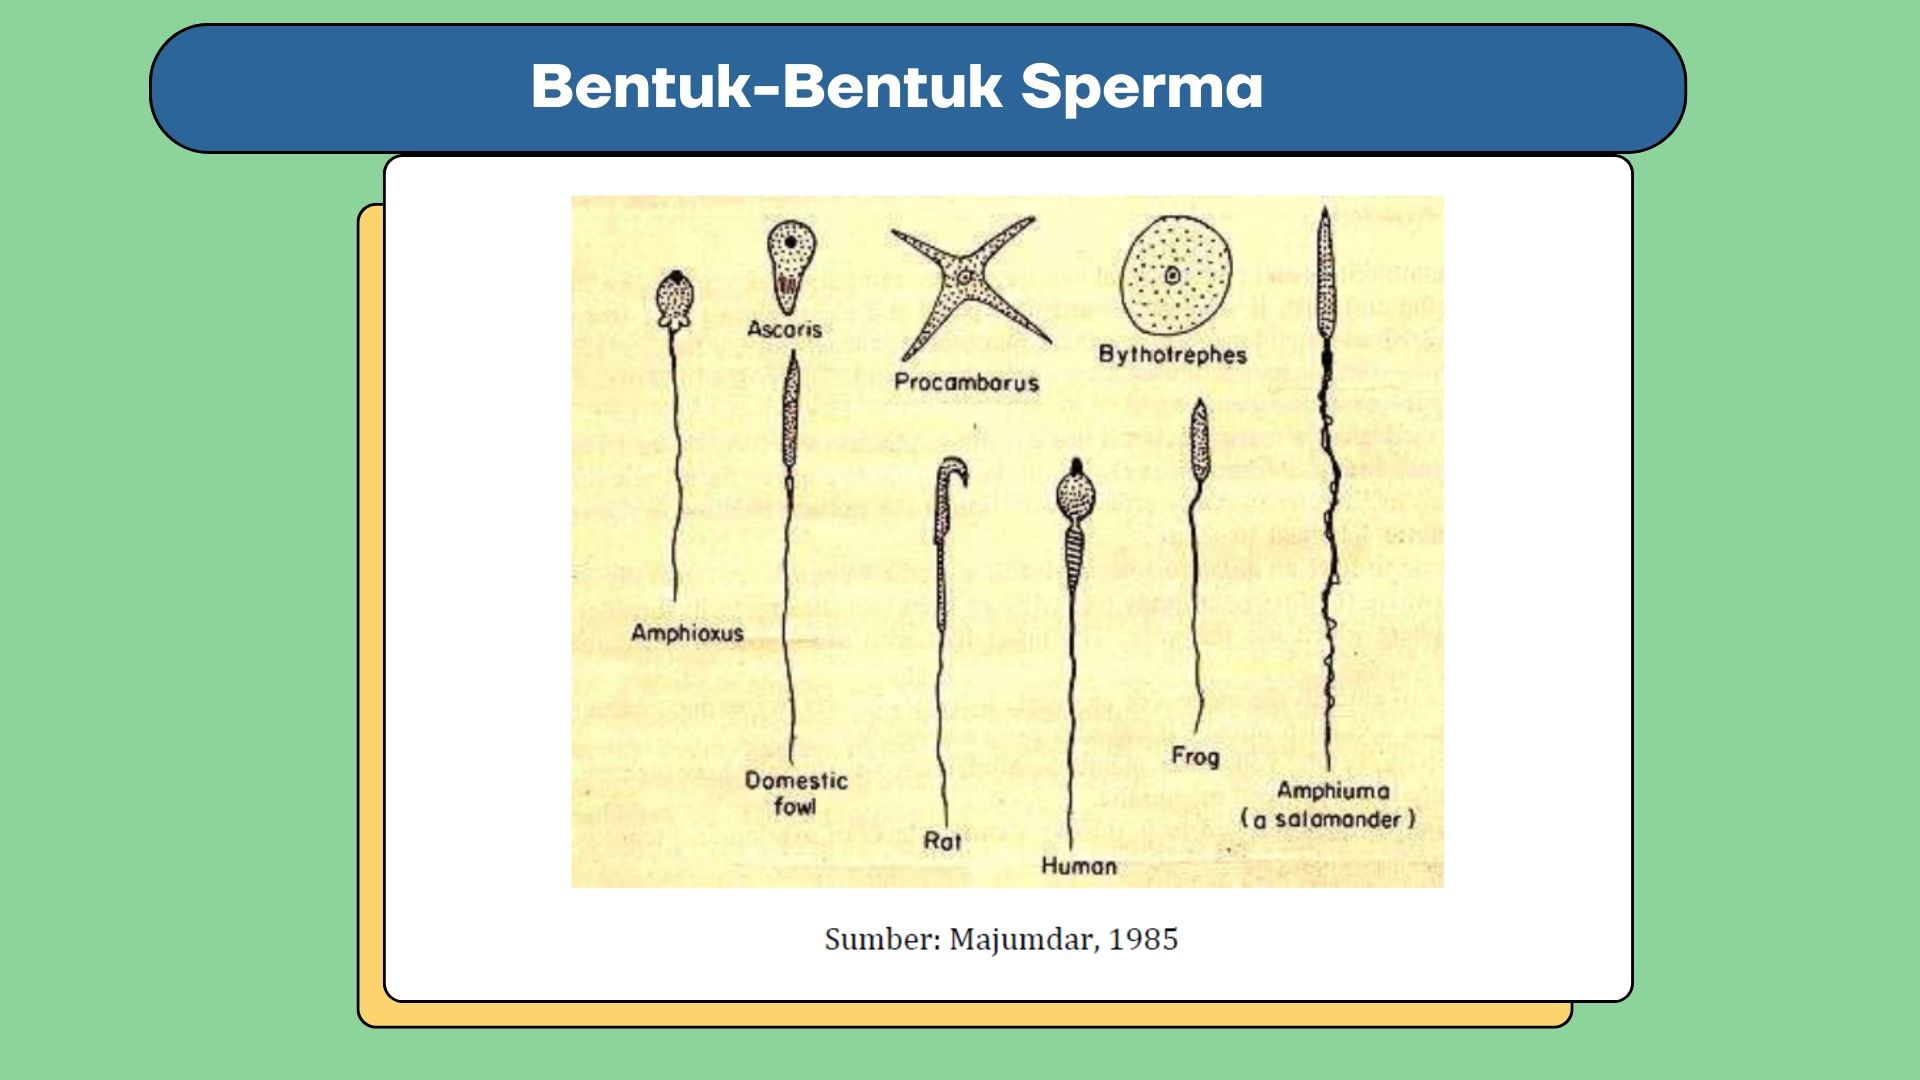 Bentuk-Bentuk Sperma
Ascaris
Procambarus
Bythotrephes
Amphioxus
Domestic
fowl
Rat
Human
Frog
Amphiuma
(a salamander)
Sumber: Majumdar, 1985